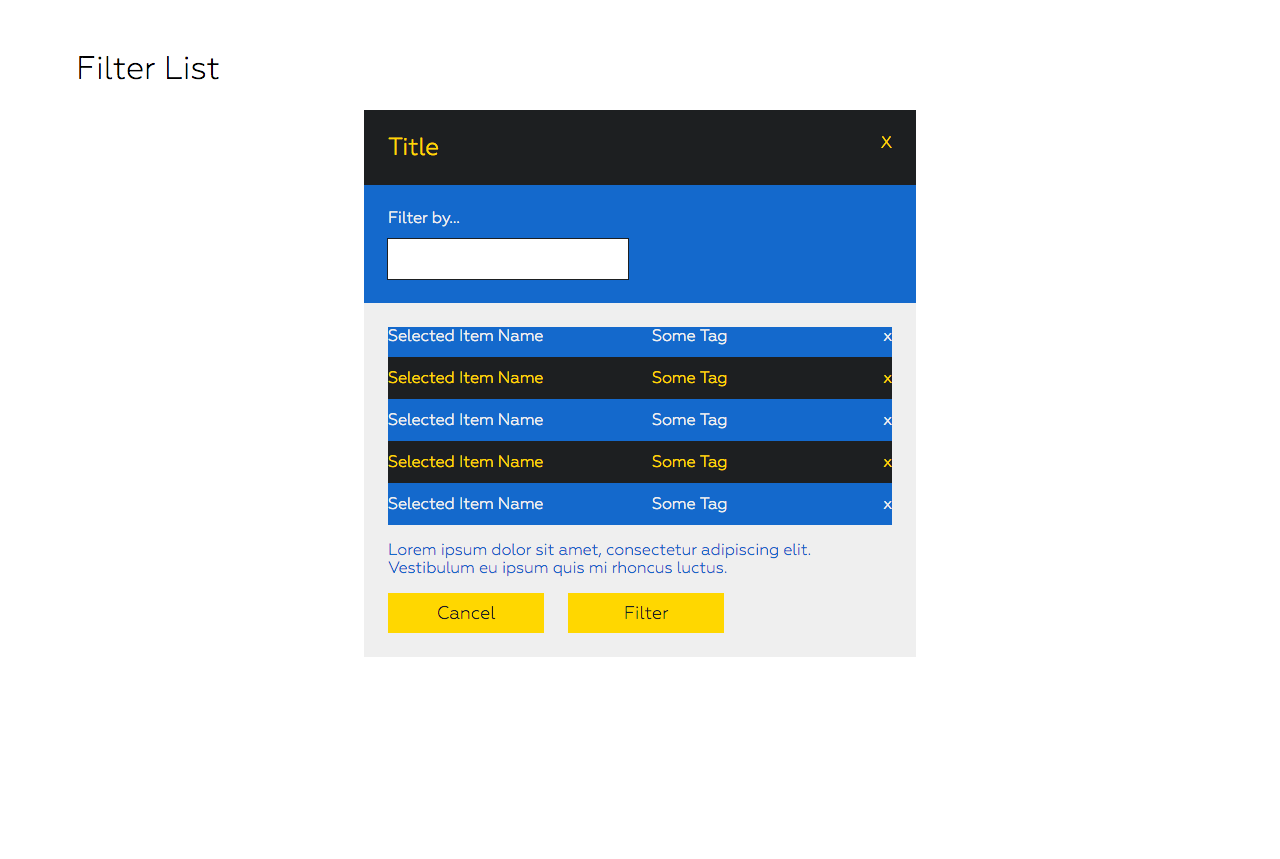 Filter List
Title X
Filter by...
Selected Item Name Some Tag x
Selected Item Name Some Tag x
Selected Item Name Some Tag x
Selected Item Name Some Tag x
Selected Item Name Some Tag x
Lorem ipsum dolor sit amet, consectetur adipiscing elit.
Vestibulum eu ipsum quis mi rhoncus luctus.
Cancel Filter